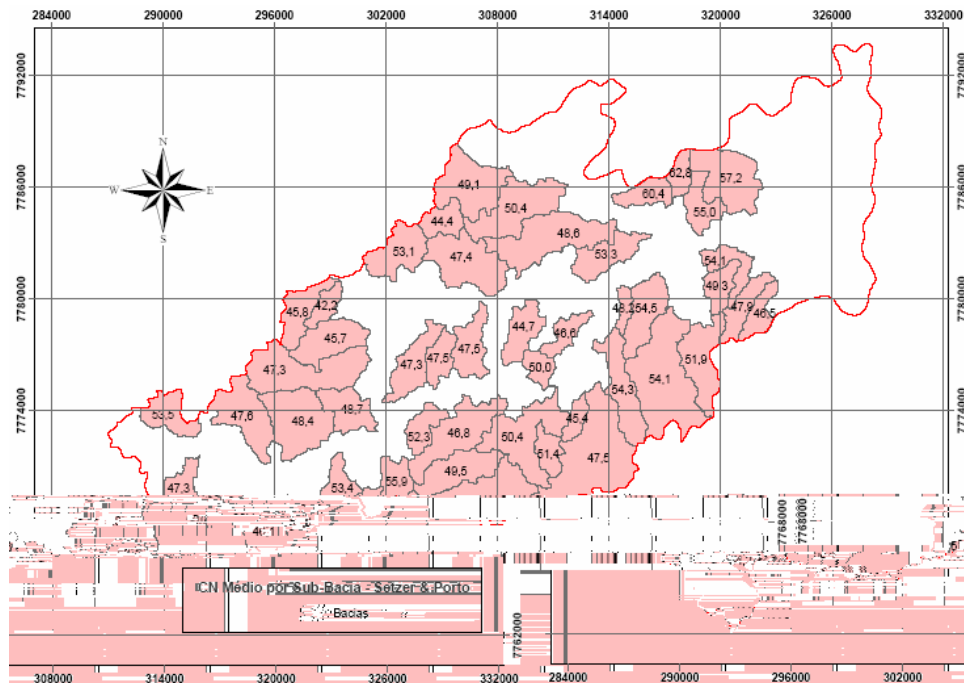 284000 290000 296000 302000 308000 314000 320000 326000 332000
7792000 7792000
N
W E
S
62,8 57,2
49,1
7786000 60,4 7786000
50,4 55,0
44,4
48,6
53,1 47,4 53,3
54,1
49,3
7780000 7780000
42,2 47,9 46,5
45,8 54,5
44,7 46,6
45,7 47,5 47,5
47,3 50,0 51,9
47,3 54,1
54,3
7774000 53,5 47,6 48,7 45,4 7774000
48,4 52,3 46,8 50,4
51,4 47,5
49,5
47,3 53,4 55,9
7768000 7768000
CN Médio por Sub-Bacia - Setzer & Porto
Bacias
7762000
308000 314000 320000 326000 332000 284000 290000 296000 302000